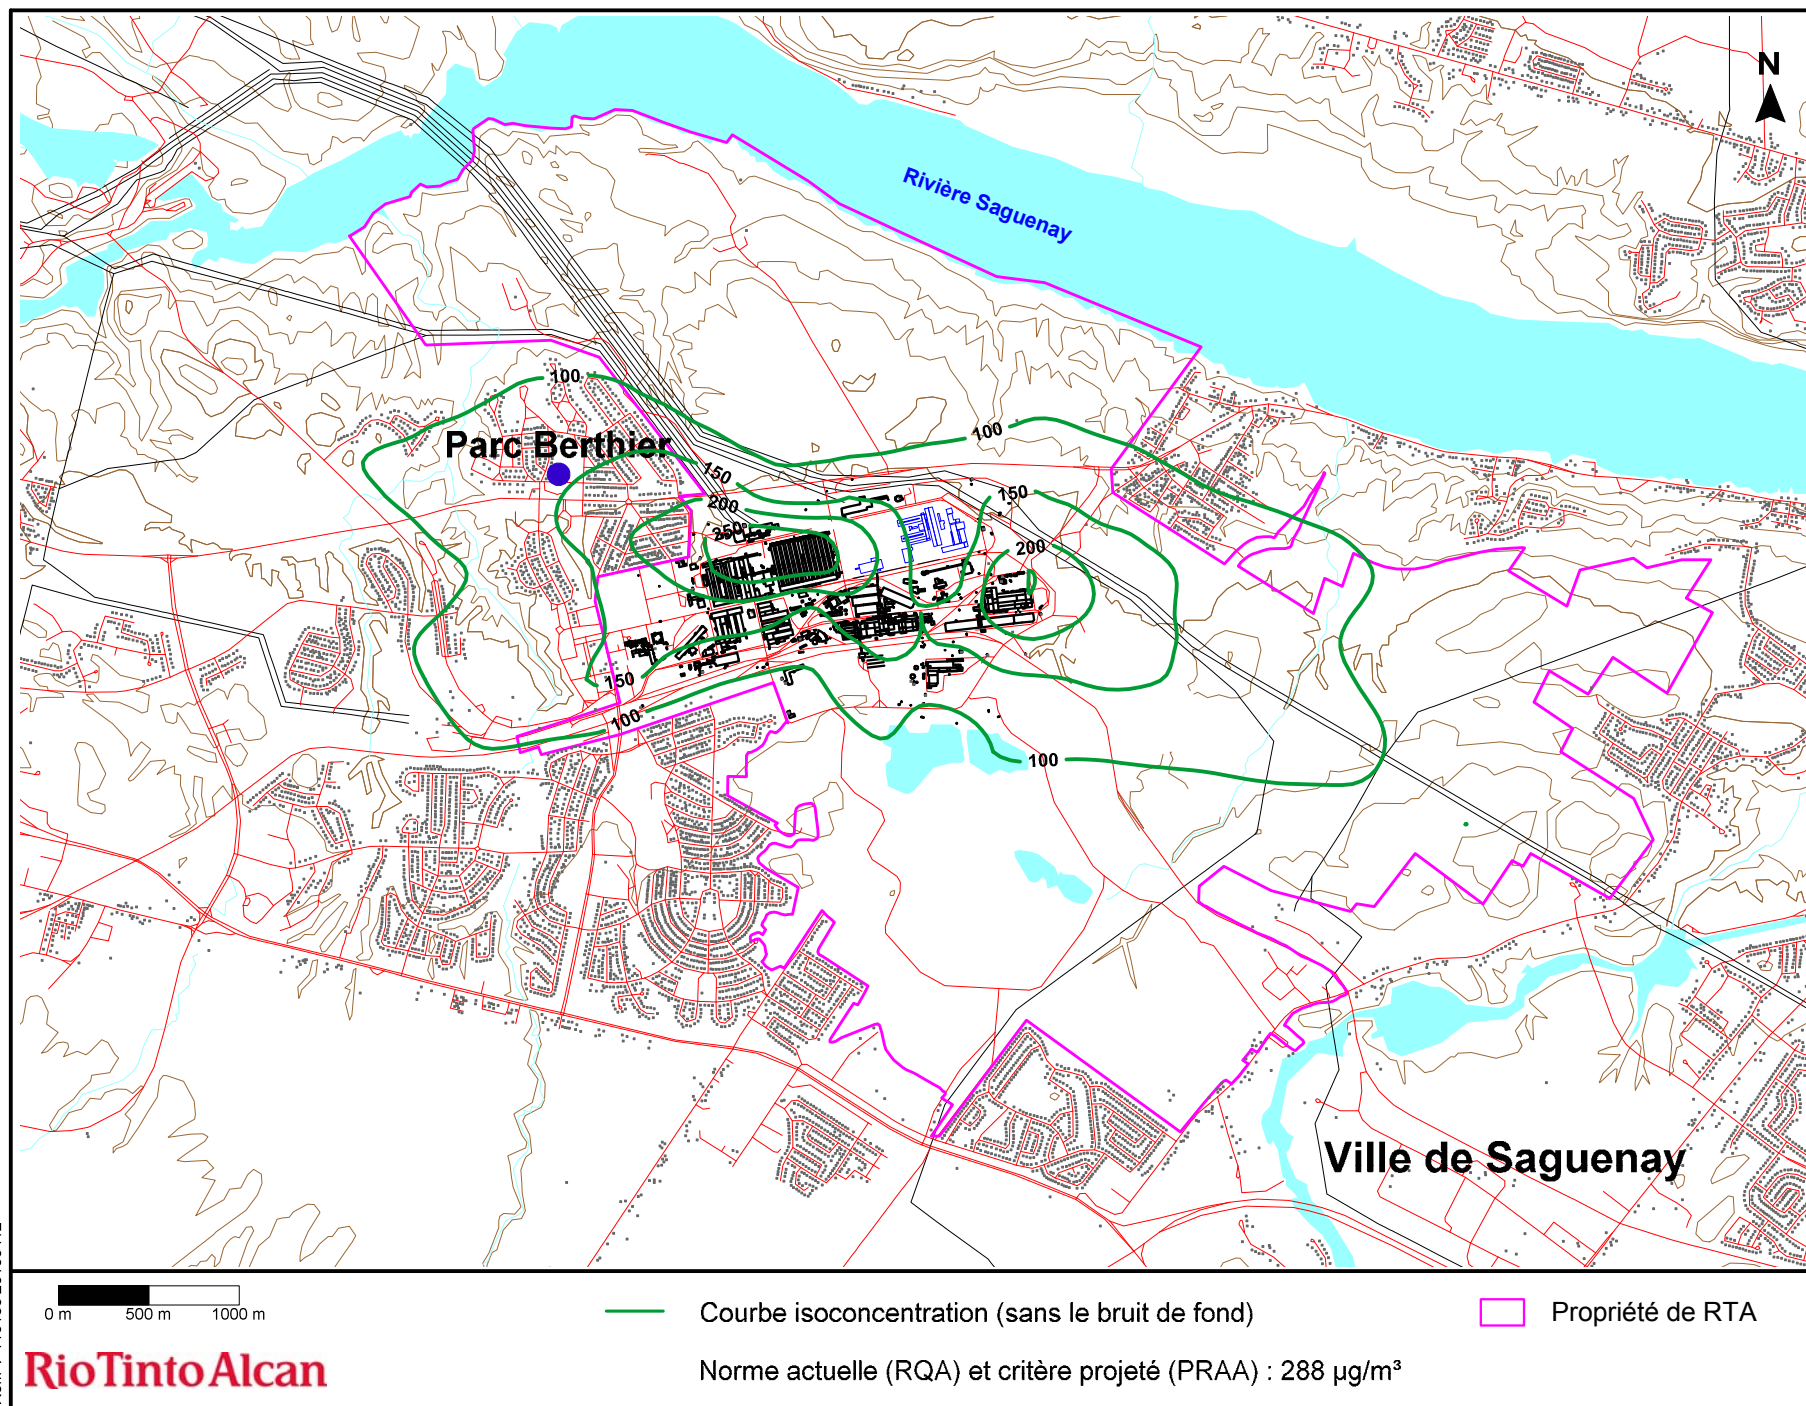 N
Rivière Saguenay
100
Parc Berthier
100
150
200
250
150
200
150
100
100
Ville de Saguenay
0 m 500 m 1000 m
Courbe isoconcentration (sans le bruit de fond)
Propriété de RTA
RioTintoAlcan
Norme actuelle (RQA) et critère projeté (PRAA) : 288 µg/m³